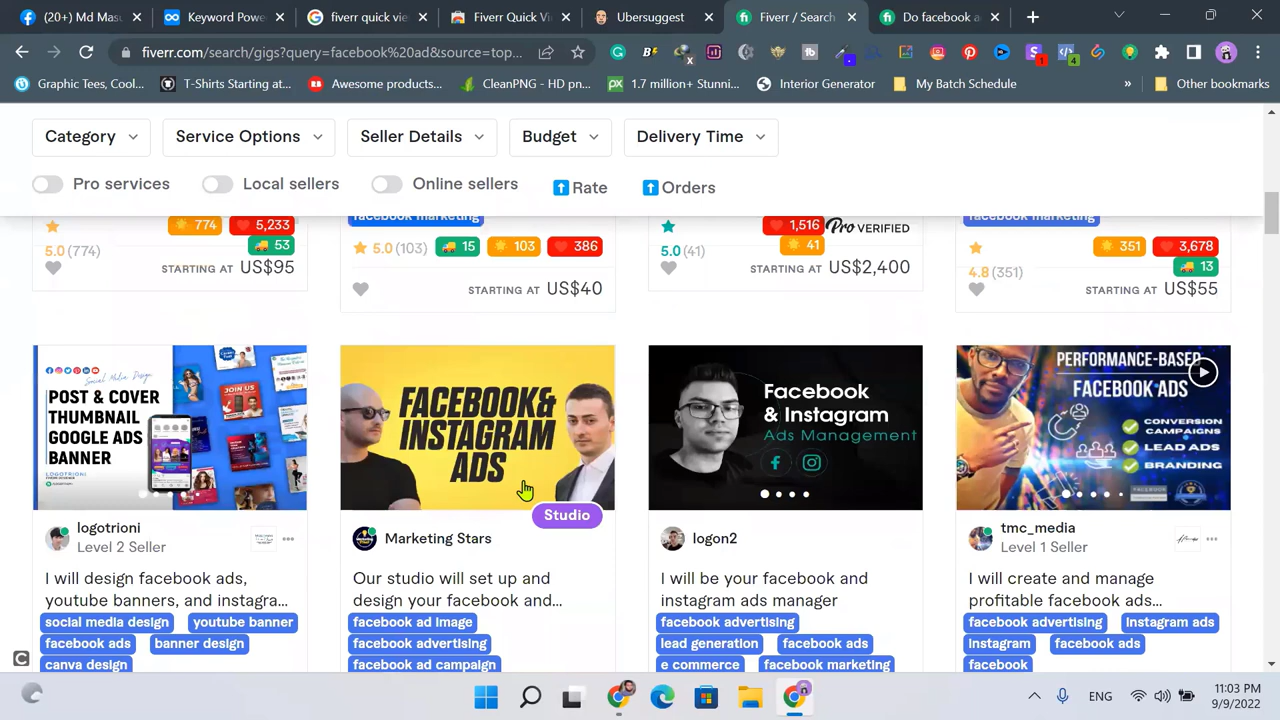 (20+) Md Masu
Keyword Powe
fiverr quick vie
Fiverr Quick Vi
Ubersuggest
Fiverr / Search
Do facebook a
fiverr.com/search/gigs?query=facebook%20ad&source=top...
Graphic Tees, Cool...
T-Shirts Starting at...
Awesome products...
CleanPNG - HD pn...
1.7 million+ Stunni...
Interior Generator
My Batch Schedule
»
Other bookmarks
Category
Service Options
Seller Details
Budget
Delivery Time
Pro services
Local sellers
Online sellers
Rate
Orders
774
5,233
5.0 (774)
53
STARTING AT US$95
facebook marketing
5.0 (103)
15
103
386
STARTING AT US$40
1,516
Pro VERIFIED
5.0 (41)
41
STARTING AT US$2,400
facebook marketing
351
3,678
4.8 (351)
13
STARTING AT US$55
Social Media Design
POST & COVER
THUMBNAIL
GOOGLE ADS
BANNER
LOGOTRIONI
JOIN US
logotrioni
Level 2 Seller
I will design facebook ads,
youtube banners, and instagra...
social media design
youtube banner
facebook ads
banner design
canva design
FACEBOOK&
INSTAGRAM
ADS
Studio
Marketing Stars
Our studio will set up and
design your facebook and...
facebook ad image
facebook advertising
facebook ad campaign
Facebook
& Instagram
Ads Management
logon2
I will be your facebook and
instagram ads manager
facebook advertising
lead generation
facebook ads
e commerce
facebook marketing
PERFORMANCE-BASED
FACEBOOK ADS
CONVERSION
CAMPAIGNS
LEAD ADS
BRANDING
tmc_media
Level 1 Seller
I will create and manage
profitable facebook ads...
facebook advertising
Instagram ads
Instagram
facebook ads
facebook
ENG
11:03 PM
9/9/2022